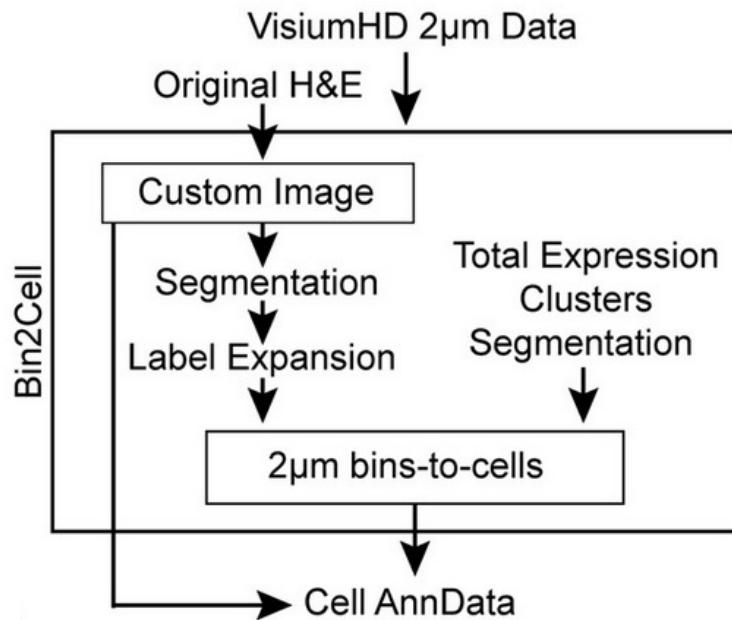 VisiumHD 2µm Data
Original H&E
Bin2Cell
Custom Image
Segmentation
Label Expansion
Total Expression
Clusters
Segmentation
2µm bins-to-cells
Cell AnnData